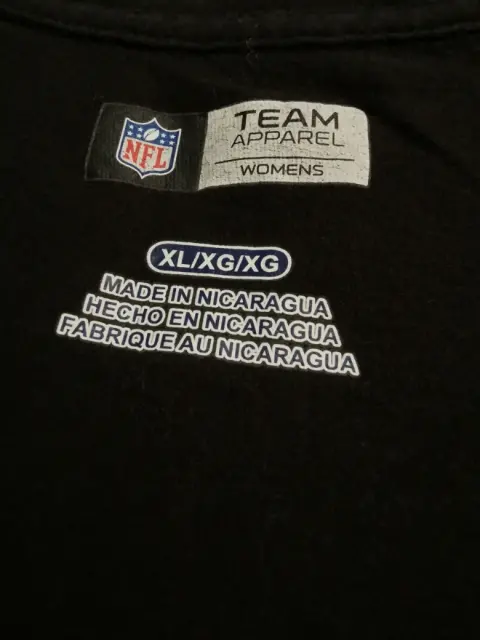 NFL
TEAM
APPAREL
WOMENS
XL/XG/XG
MADE IN NICARAGUA
HECHO EN NICARAGUA
FABRIQUE AU NICARAGUA